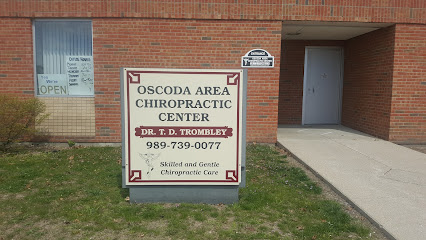 OSCODA AREA
CHIROPRACTIC
CENTER
DR. T. D. TROMBLEY
989-739-0077
Skilled and Gentle
Chiropractic Care
OPEN